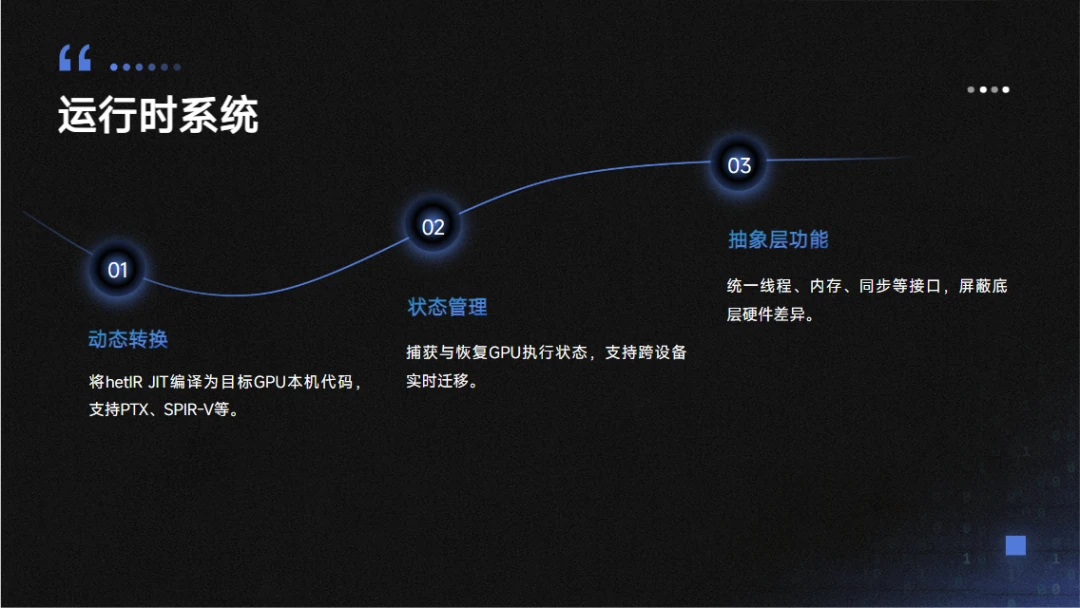 运行时系统
01
动态转换
将hetIR JIT编译为目标GPU本机代码，
支持PTX、SPIR-V等。
02
状态管理
捕获与恢复GPU执行状态，支持跨设备
实时迁移。
03
抽象层功能
统一线程、内存、同步等接口，屏蔽底
层硬件差异。